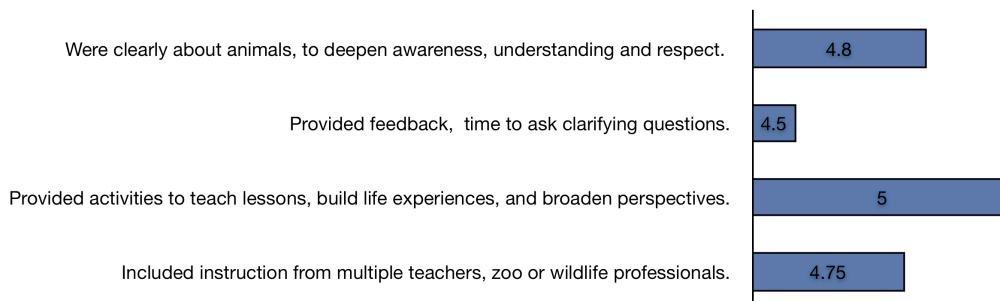 Were clearly about animals, to deepen awareness, understanding and respect. 4.8
Provided feedback,  time to ask clarifying questions. 4.5
Provided activities to teach lessons, build life experiences, and broaden perspectives. 5
Included instruction from multiple teachers, zoo or wildlife professionals. 4.75